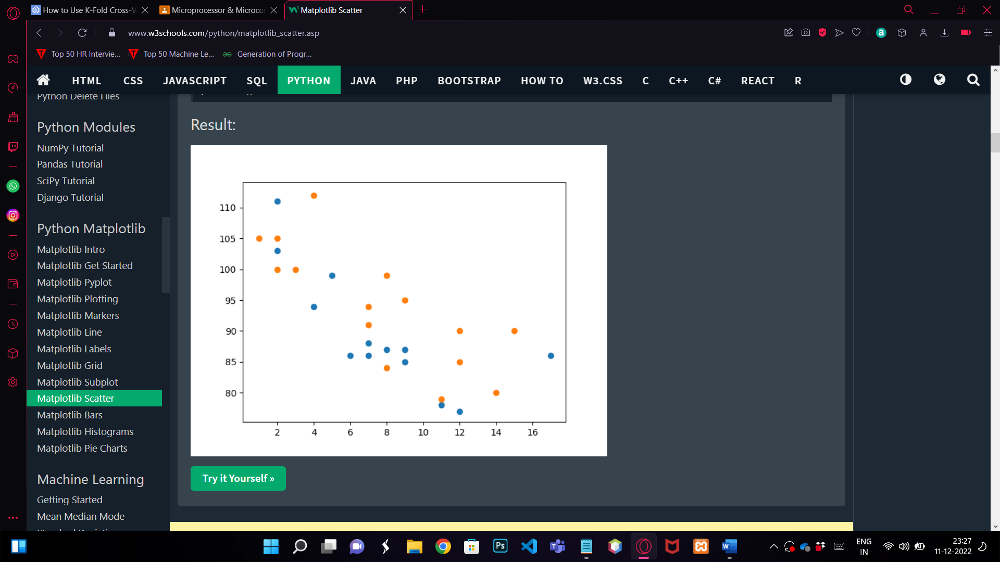 How to Use K-Fold Cross-V
Microprocessor & Microcor
Matplotlib Scatter
www.w3schools.com/python/matplotlib_scatter.asp
Top 50 HR Intervie...
Top 50 Machine Le...
Generation of Progr...
HTML CSS JAVASCRIPT SQL PYTHON JAVA PHP BOOTSTRAP HOW TO W3.CSS C C++ C# REACT R
Python Delete Files
Python Modules
NumPy Tutorial
Pandas Tutorial
SciPy Tutorial
Django Tutorial
Python Matplotlib
Matplotlib Intro
Matplotlib Get Started
Matplotlib Pyplot
Matplotlib Plotting
Matplotlib Markers
Matplotlib Line
Matplotlib Labels
Matplotlib Grid
Matplotlib Subplot
Matplotlib Scatter
Matplotlib Bars
Matplotlib Histograms
Matplotlib Pie Charts
Machine Learning
Getting Started
Mean Median Mode
Result:
110
105
100
95
90
85
80
2 4 6 8 10 12 14 16
Try it Yourself »
ENG
IN
23:27
11-12-2022